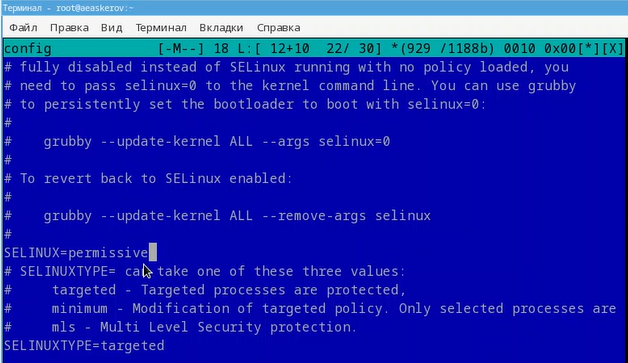 Терминал - root@aeaskerov:~
Файл Правка Вид Терминал Вкладки Справка
config [-M--] 18 L:[ 12+10 22/ 30] *(929 /1188b) 0010 0x00[*][X]
# fully disabled instead of SELinux running with no policy loaded, you
# need to pass selinux=0 to the kernel command line. You can use grubby
# to persistently set the bootloader to boot with selinux=0:
#
# grubby --update-kernel ALL --args selinux=0
#
# To revert back to SELinux enabled:
#
# grubby --update-kernel ALL --remove-args selinux
#
SELINUX=permissive
# SELINUXTYPE= can take one of these three values:
# targeted - Targeted processes are protected,
# minimum - Modification of targeted policy. Only selected processes are
# mls - Multi Level Security protection.
SELINUXTYPE=targeted